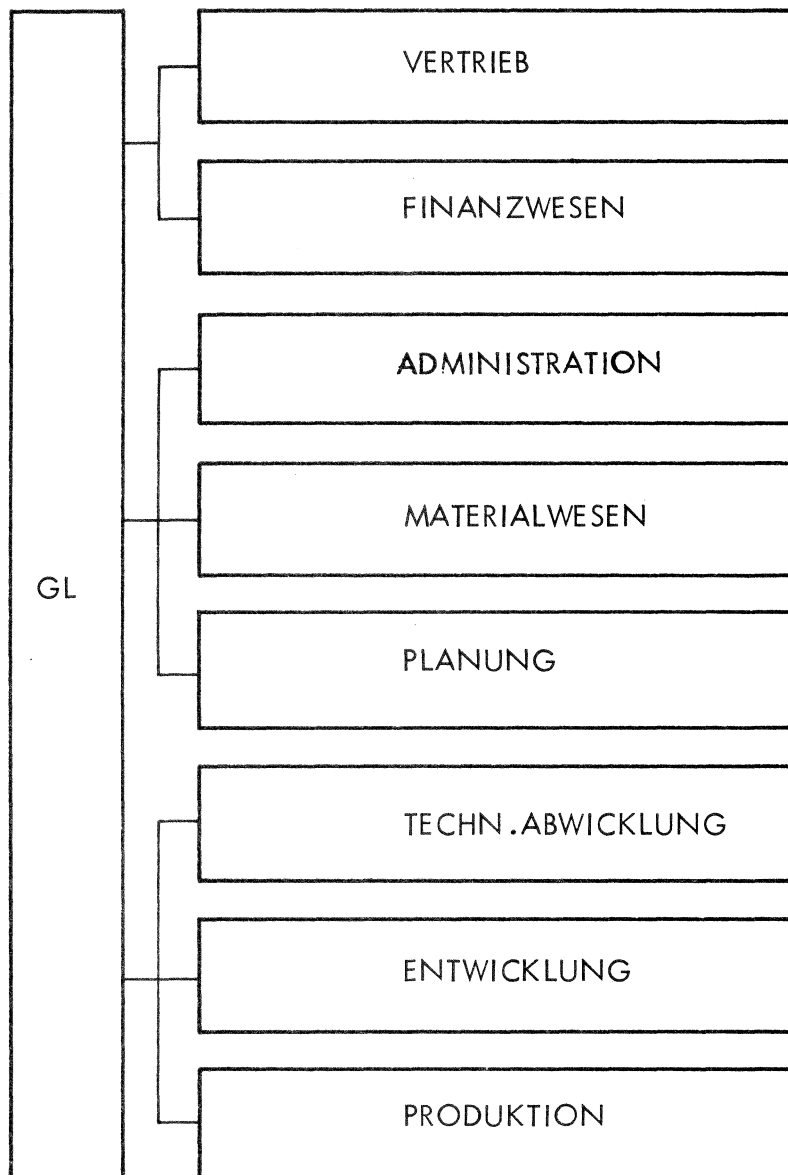 VERTRIEB
FINANZWESEN
ADMINISTRATION
MATERIALWESEN
GL
PLANUNG
TECHN.ABWICKLUNG
ENTWICKLUNG
PRODUKTION